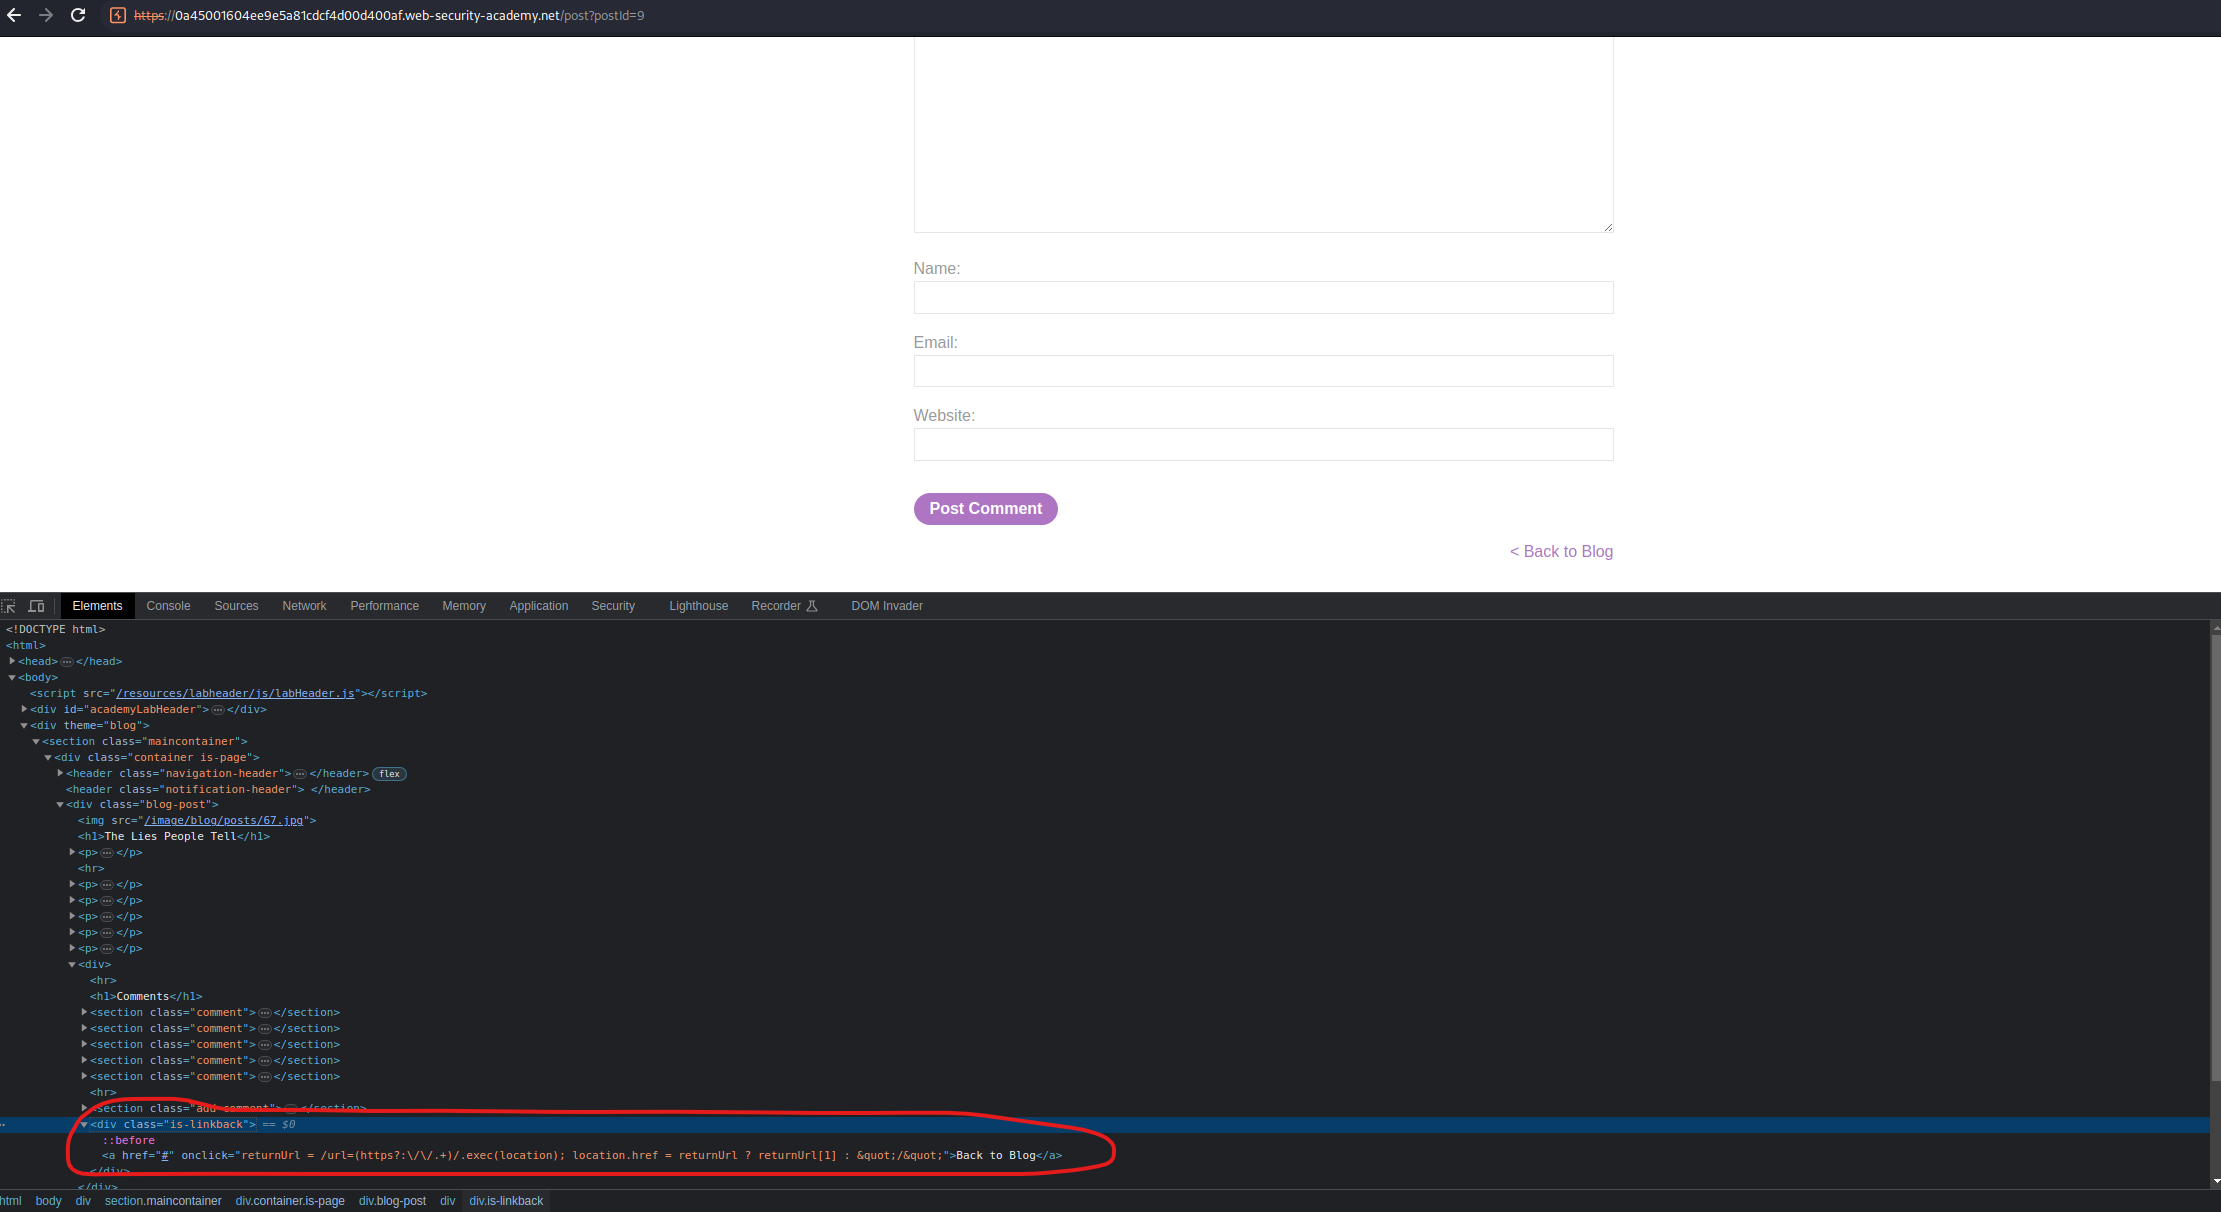 https://0a45001604ee9e5a81cdcf4d00d400af.web-security-academy.net/post?postId=9
Name:
Email:
Website:
Post Comment
< Back to Blog
Elements Console Sources Network Performance Memory Application Security Lighthouse Recorder DOM Invader
<!DOCTYPE html>
<html>
<head>…</head>
<body>
<script src="/resources/labheader/js/labHeader.js"></script>
<div id="academyLabHeader">…</div>
<div theme="blog">
<section class="maincontainer">
<div class="container is-page">
<header class="navigation-header">…</header> flex
<header class="notification-header"> </header>
<div class="blog-post">
<img src="/image/blog/posts/67.jpg">
<h1>The Lies People Tell</h1>
<p>…</p>
<hr>
<p>…</p>
<p>…</p>
<p>…</p>
<p>…</p>
<p>…</p>
<div>
<hr>
<h1>Comments</h1>
<section class="comment">…</section>
<section class="comment">…</section>
<section class="comment">…</section>
<section class="comment">…</section>
<section class="comment">…</section>
<hr>
<section class="add-comment">…</section>
<div class="is-linkback"> == $0
::before
<a href="#" onclick="returnUrl = /url=(https?:\/\/.+)/.exec(location); location.href = returnUrl ? returnUrl[1] : &quot;/&quot;">Back to Blog</a>
</div>
</div>
html body div section.maincontainer div.container.is-page div.blog-post div div.is-linkback